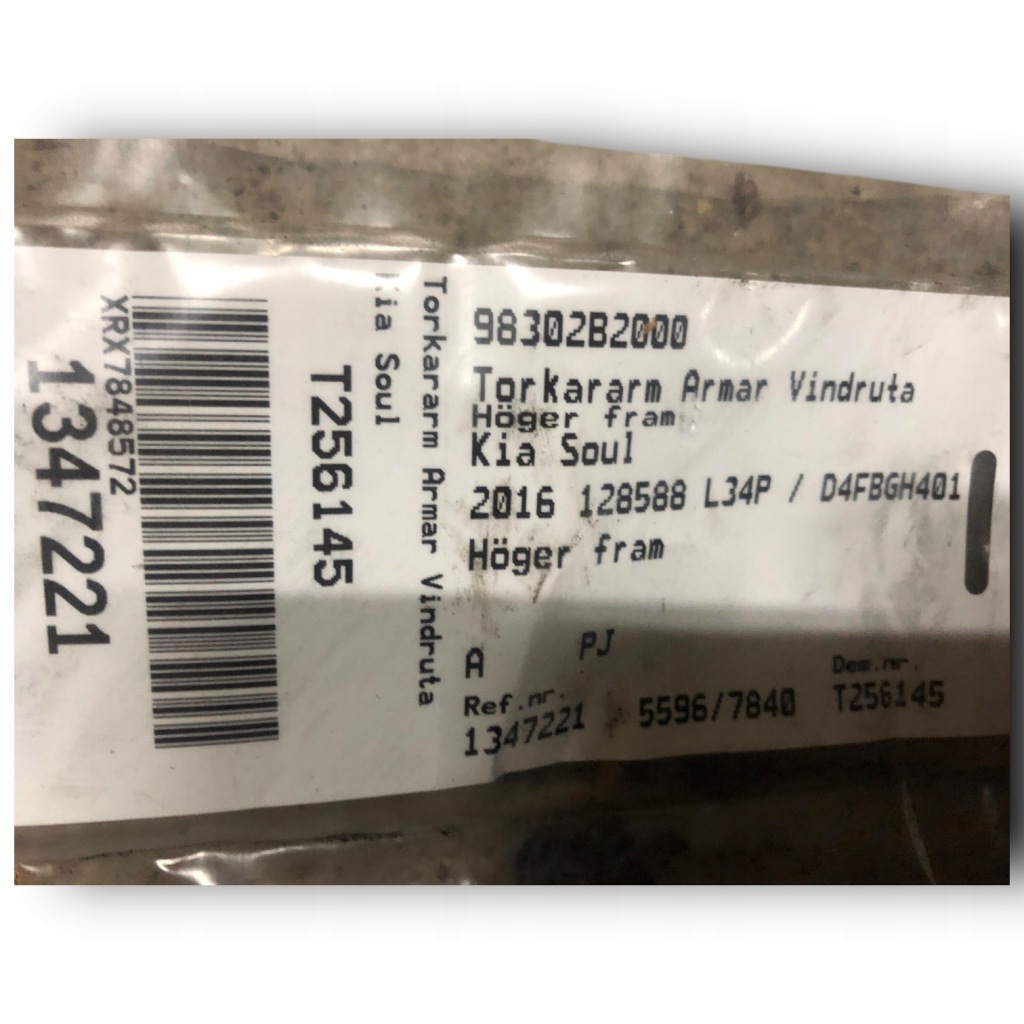 98302B2000
Torkararm Armar Vindruta
Höger fram
Kia Soul
2016 128588 L34P / D4FBGH401
Höger fram
A PJ
Ref.nr. Dem.nr.
1347221 5596/7840 T256145
Torkararm Armar Vindruta
Kia Soul
T256145
XRX7848572
1347221